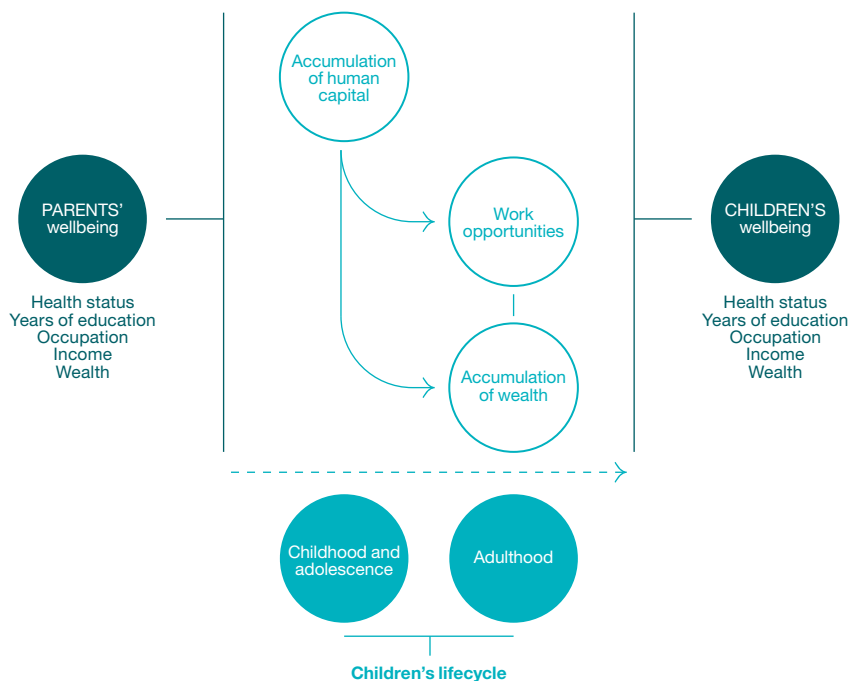 Accumulation
of human
capital
PARENTS'
wellbeing
Health status
Years of education
Occupation
Income
Wealth
Work
opportunities
Accumulation
of wealth
CHILDREN'S
wellbeing
Health status
Years of education
Occupation
Income
Wealth
Childhood and
adolescence
Adulthood
Children's lifecycle